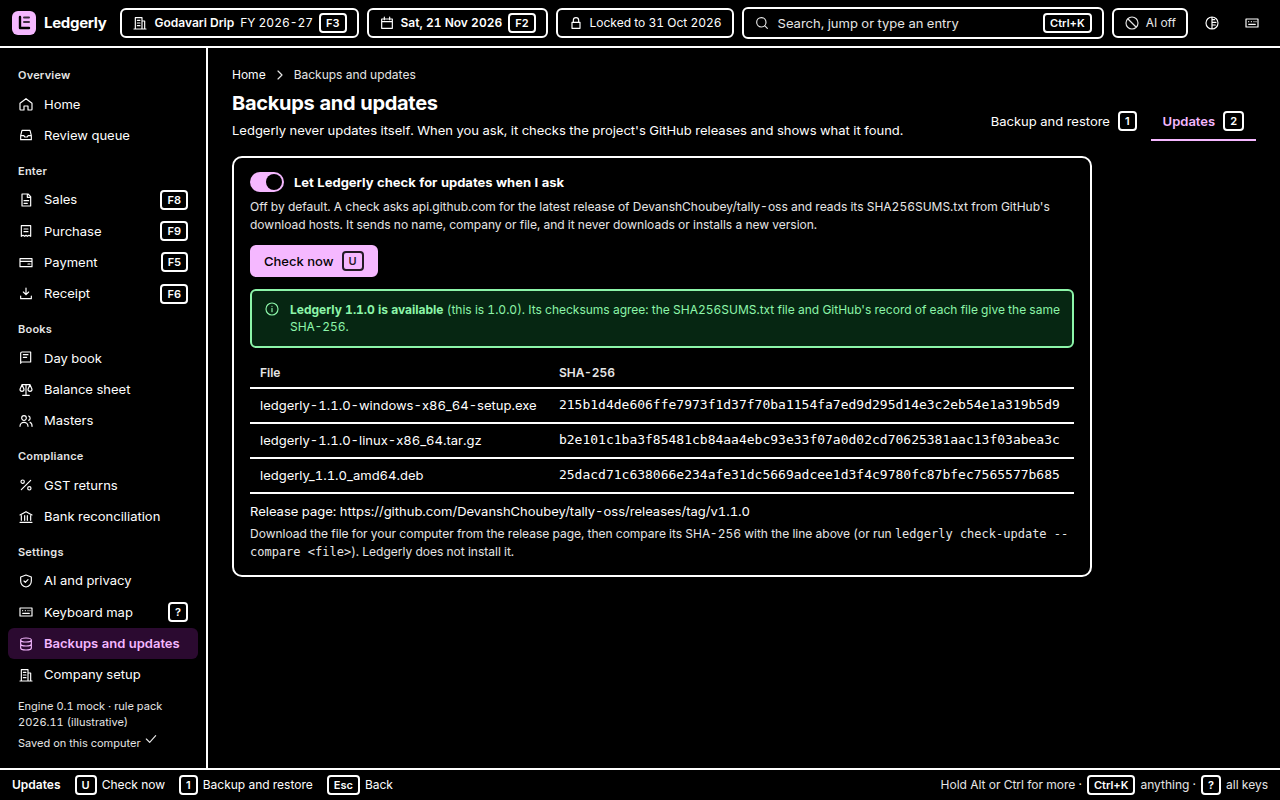 Ledgerly
Godavari Drip FY 2026-27 F3
Sat, 21 Nov 2026 F2
Locked to 31 Oct 2026
Search, jump or type an entry Ctrl+K
AI off
Overview
Home
Review queue
Enter
Sales F8
Purchase F9
Payment F5
Receipt F6
Books
Day book
Balance sheet
Masters
Compliance
GST returns
Bank reconciliation
Settings
AI and privacy
Keyboard map ?
Backups and updates
Company setup
Engine 0.1 mock · rule pack
2026.11 (illustrative)
Saved on this computer
Home > Backups and updates
Backups and updates
Ledgerly never updates itself. When you ask, it checks the project's GitHub releases and shows what it found.
Backup and restore 1
Updates 2
Let Ledgerly check for updates when I ask
Off by default. A check asks api.github.com for the latest release of DevanshChoubey/tally-oss and reads its SHA256SUMS.txt from GitHub's
download hosts. It sends no name, company or file, and it never downloads or installs a new version.
Check now U
Ledgerly 1.1.0 is available (this is 1.0.0). Its checksums agree: the SHA256SUMS.txt file and GitHub's record of each file give the same
SHA-256.
File SHA-256
ledgerly-1.1.0-windows-x86_64-setup.exe 215b1d4de606ffe7973f1d37f70ba1154fa7ed9d295d14e3c2eb54e1a319b5d9
ledgerly-1.1.0-linux-x86_64.tar.gz b2e101c1ba3f85481cb84aa4ebc93e33f07a0d02cd70625381aac13f03abea3c
ledgerly_1.1.0_amd64.deb 25dacd71c638066e234afe31dc5669adcee1d3f4c9780fc87bfec7565577b685
Release page: https://github.com/DevanshChoubey/tally-oss/releases/tag/v1.1.0
Download the file for your computer from the release page, then compare its SHA-256 with the line above (or run ledgerly check-update --
compare <file>). Ledgerly does not install it.
Updates U Check now 1 Backup and restore Esc Back
Hold Alt or Ctrl for more · Ctrl+K anything · ? all keys